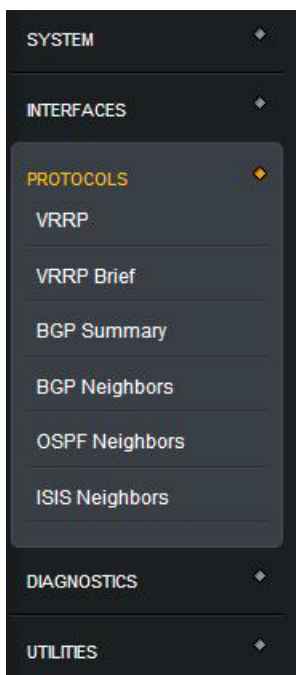 SYSTEM
INTERFACES
PROTOCOLS
VRRP
VRRP Brief
BGP Summary
BGP Neighbors
OSPF Neighbors
ISIS Neighbors
DIAGNOSTICS
UTILITIES